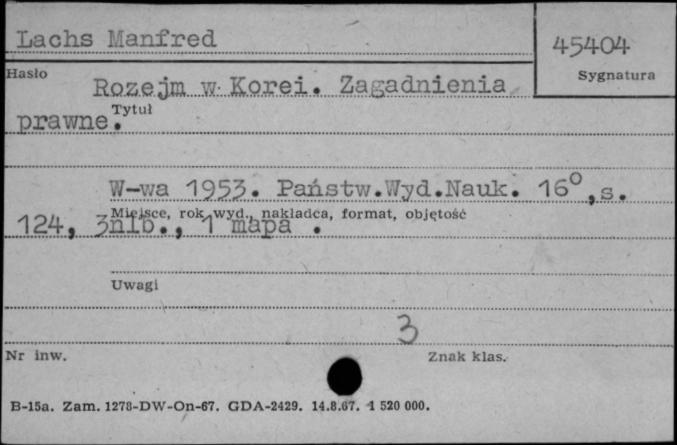 Lachs Manfred
45404
Hasło
Sygnatura
Rozejm w Korei. Zagadnienia
Tytuł
prawne.
W-wa 1953. Państw.Wyd.Nauk. 16°,s.
Miejsce, rok wyd., nakładca, format, objętość
124, 3nlb., 1 mapa .
Uwagi
3
Nr inw.
Znak klas.
B-15a. Zam. 1278-DW-On-67. GDA-2429. 14.8.67. 1 520 000.